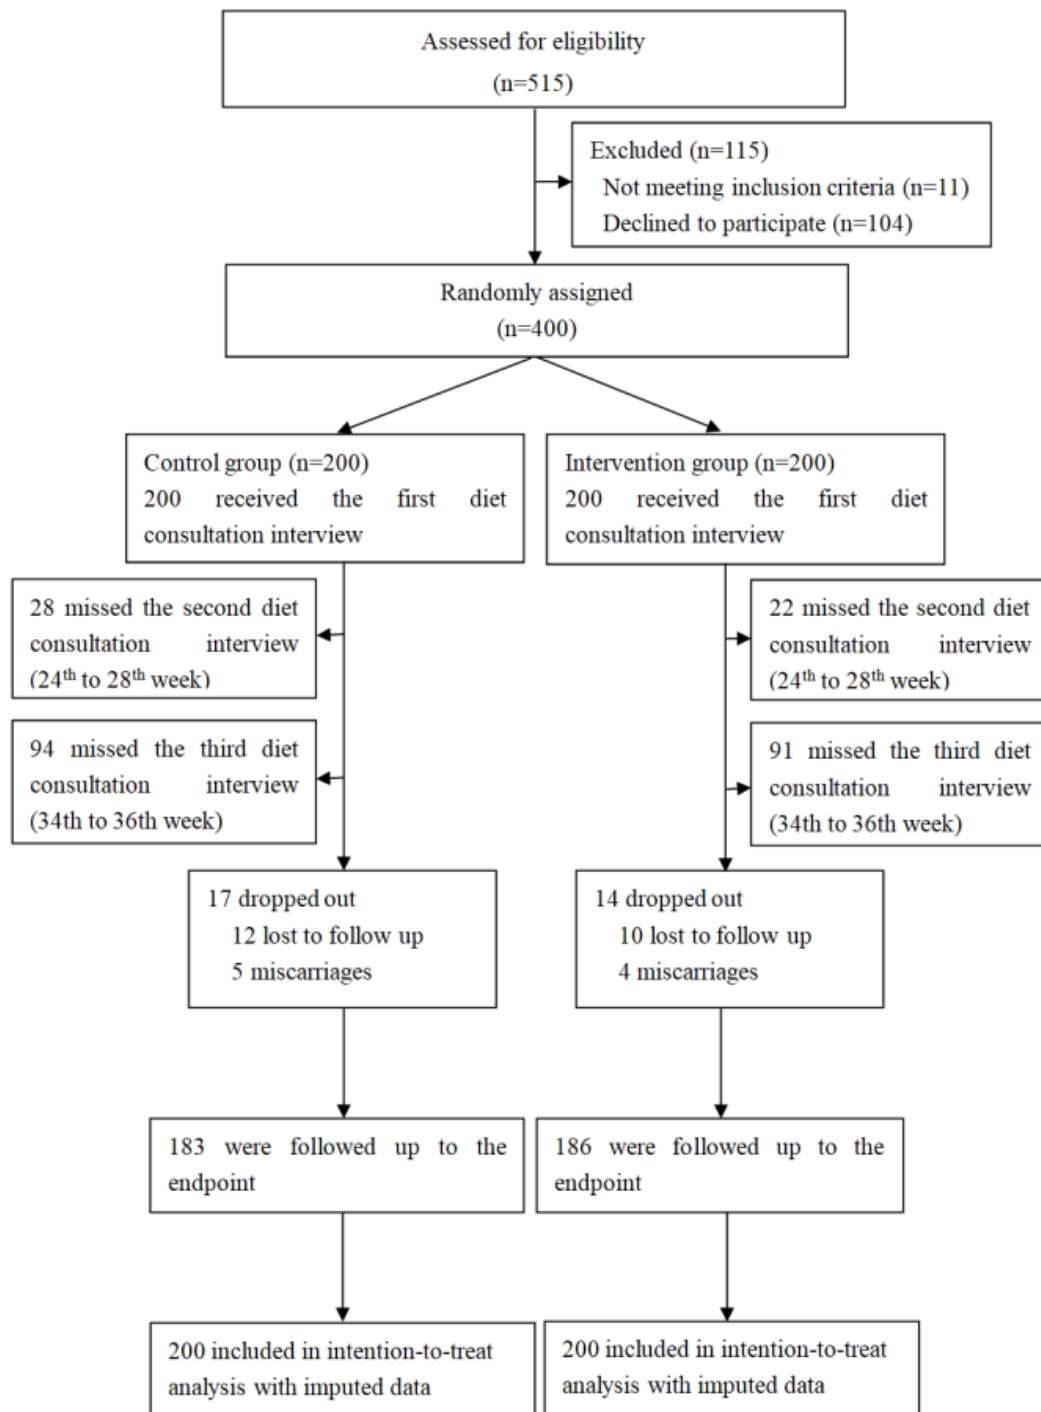 Assessed for eligibility
(n=515)
Excluded (n=115)
Not meeting inclusion criteria (n=11)
Declined to participate (n=104)
Randomly assigned
(n=400)
Control group (n=200)
200 received the first diet
consultation interview
Intervention group (n=200)
200 received the first diet
consultation interview
28 missed the second diet
consultation interview
(24th to 28th week)
22 missed the second diet
consultation interview
(24th to 28th week)
94 missed the third diet
consultation interview
(34th to 36th week)
91 missed the third diet
consultation interview
(34th to 36th week)
17 dropped out
12 lost to follow up
5 miscarriages
14 dropped out
10 lost to follow up
4 miscarriages
183 were followed up to the
endpoint
186 were followed up to the
endpoint
200 included in intention-to-treat
analysis with imputed data
200 included in intention-to-treat
analysis with imputed data